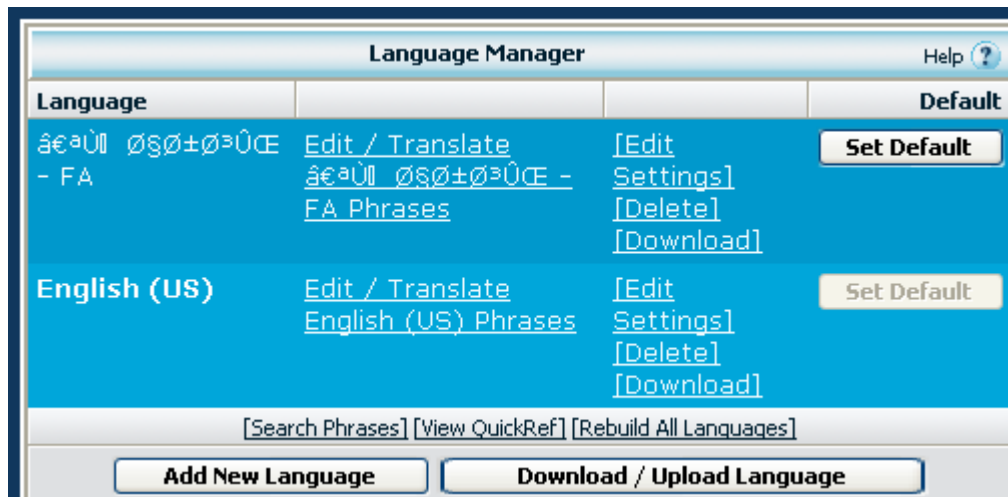 Language Manager
Help ?
Language Default
â€ªÙ Ø§Ø±Ø³ÛŒ
- FA
Edit / Translate
â€ªÙ Ø§Ø±Ø³ÛŒ -
FA Phrases
[Edit
Settings]
[Delete]
[Download]
Set Default
English (US)
Edit / Translate
English (US) Phrases
[Edit
Settings]
[Delete]
[Download]
Set Default
[Search Phrases] [View QuickRef] [Rebuild All Languages]
Add New Language
Download / Upload Language